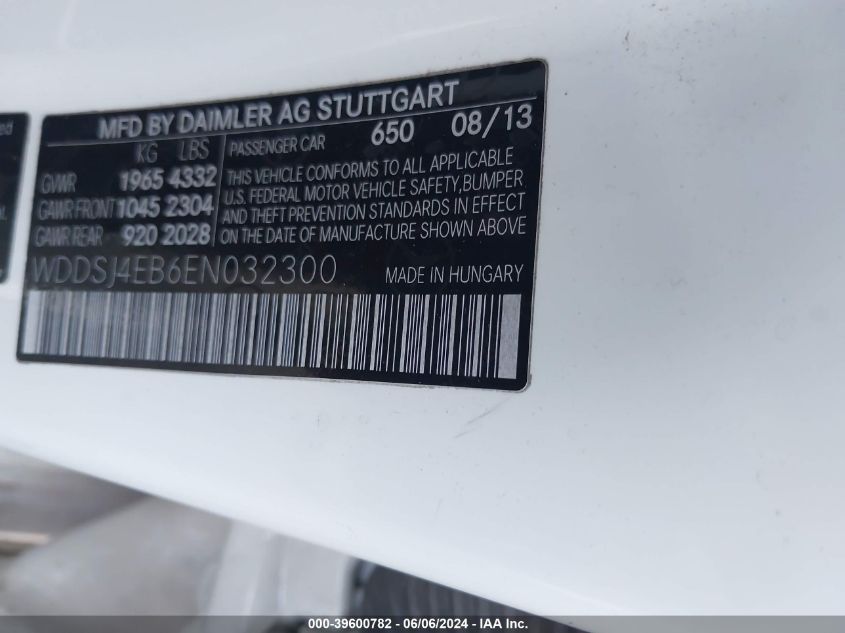 MFD BY DAIMLER AG STUTTGART
KG LBS PASSENGER CAR 650 08/13
GVWR 1965 4332
GAWR FRONT 1045 2304
GAWR REAR 920 2028
THIS VEHICLE CONFORMS TO ALL APPLICABLE
U.S. FEDERAL MOTOR VEHICLE SAFETY,BUMPER
AND THEFT PREVENTION STANDARDS IN EFFECT
ON THE DATE OF MANUFACTURE SHOWN ABOVE
WDDSJ4EB6EN032300 MADE IN HUNGARY
000-39600782 - 06/06/2024 - IAA Inc.